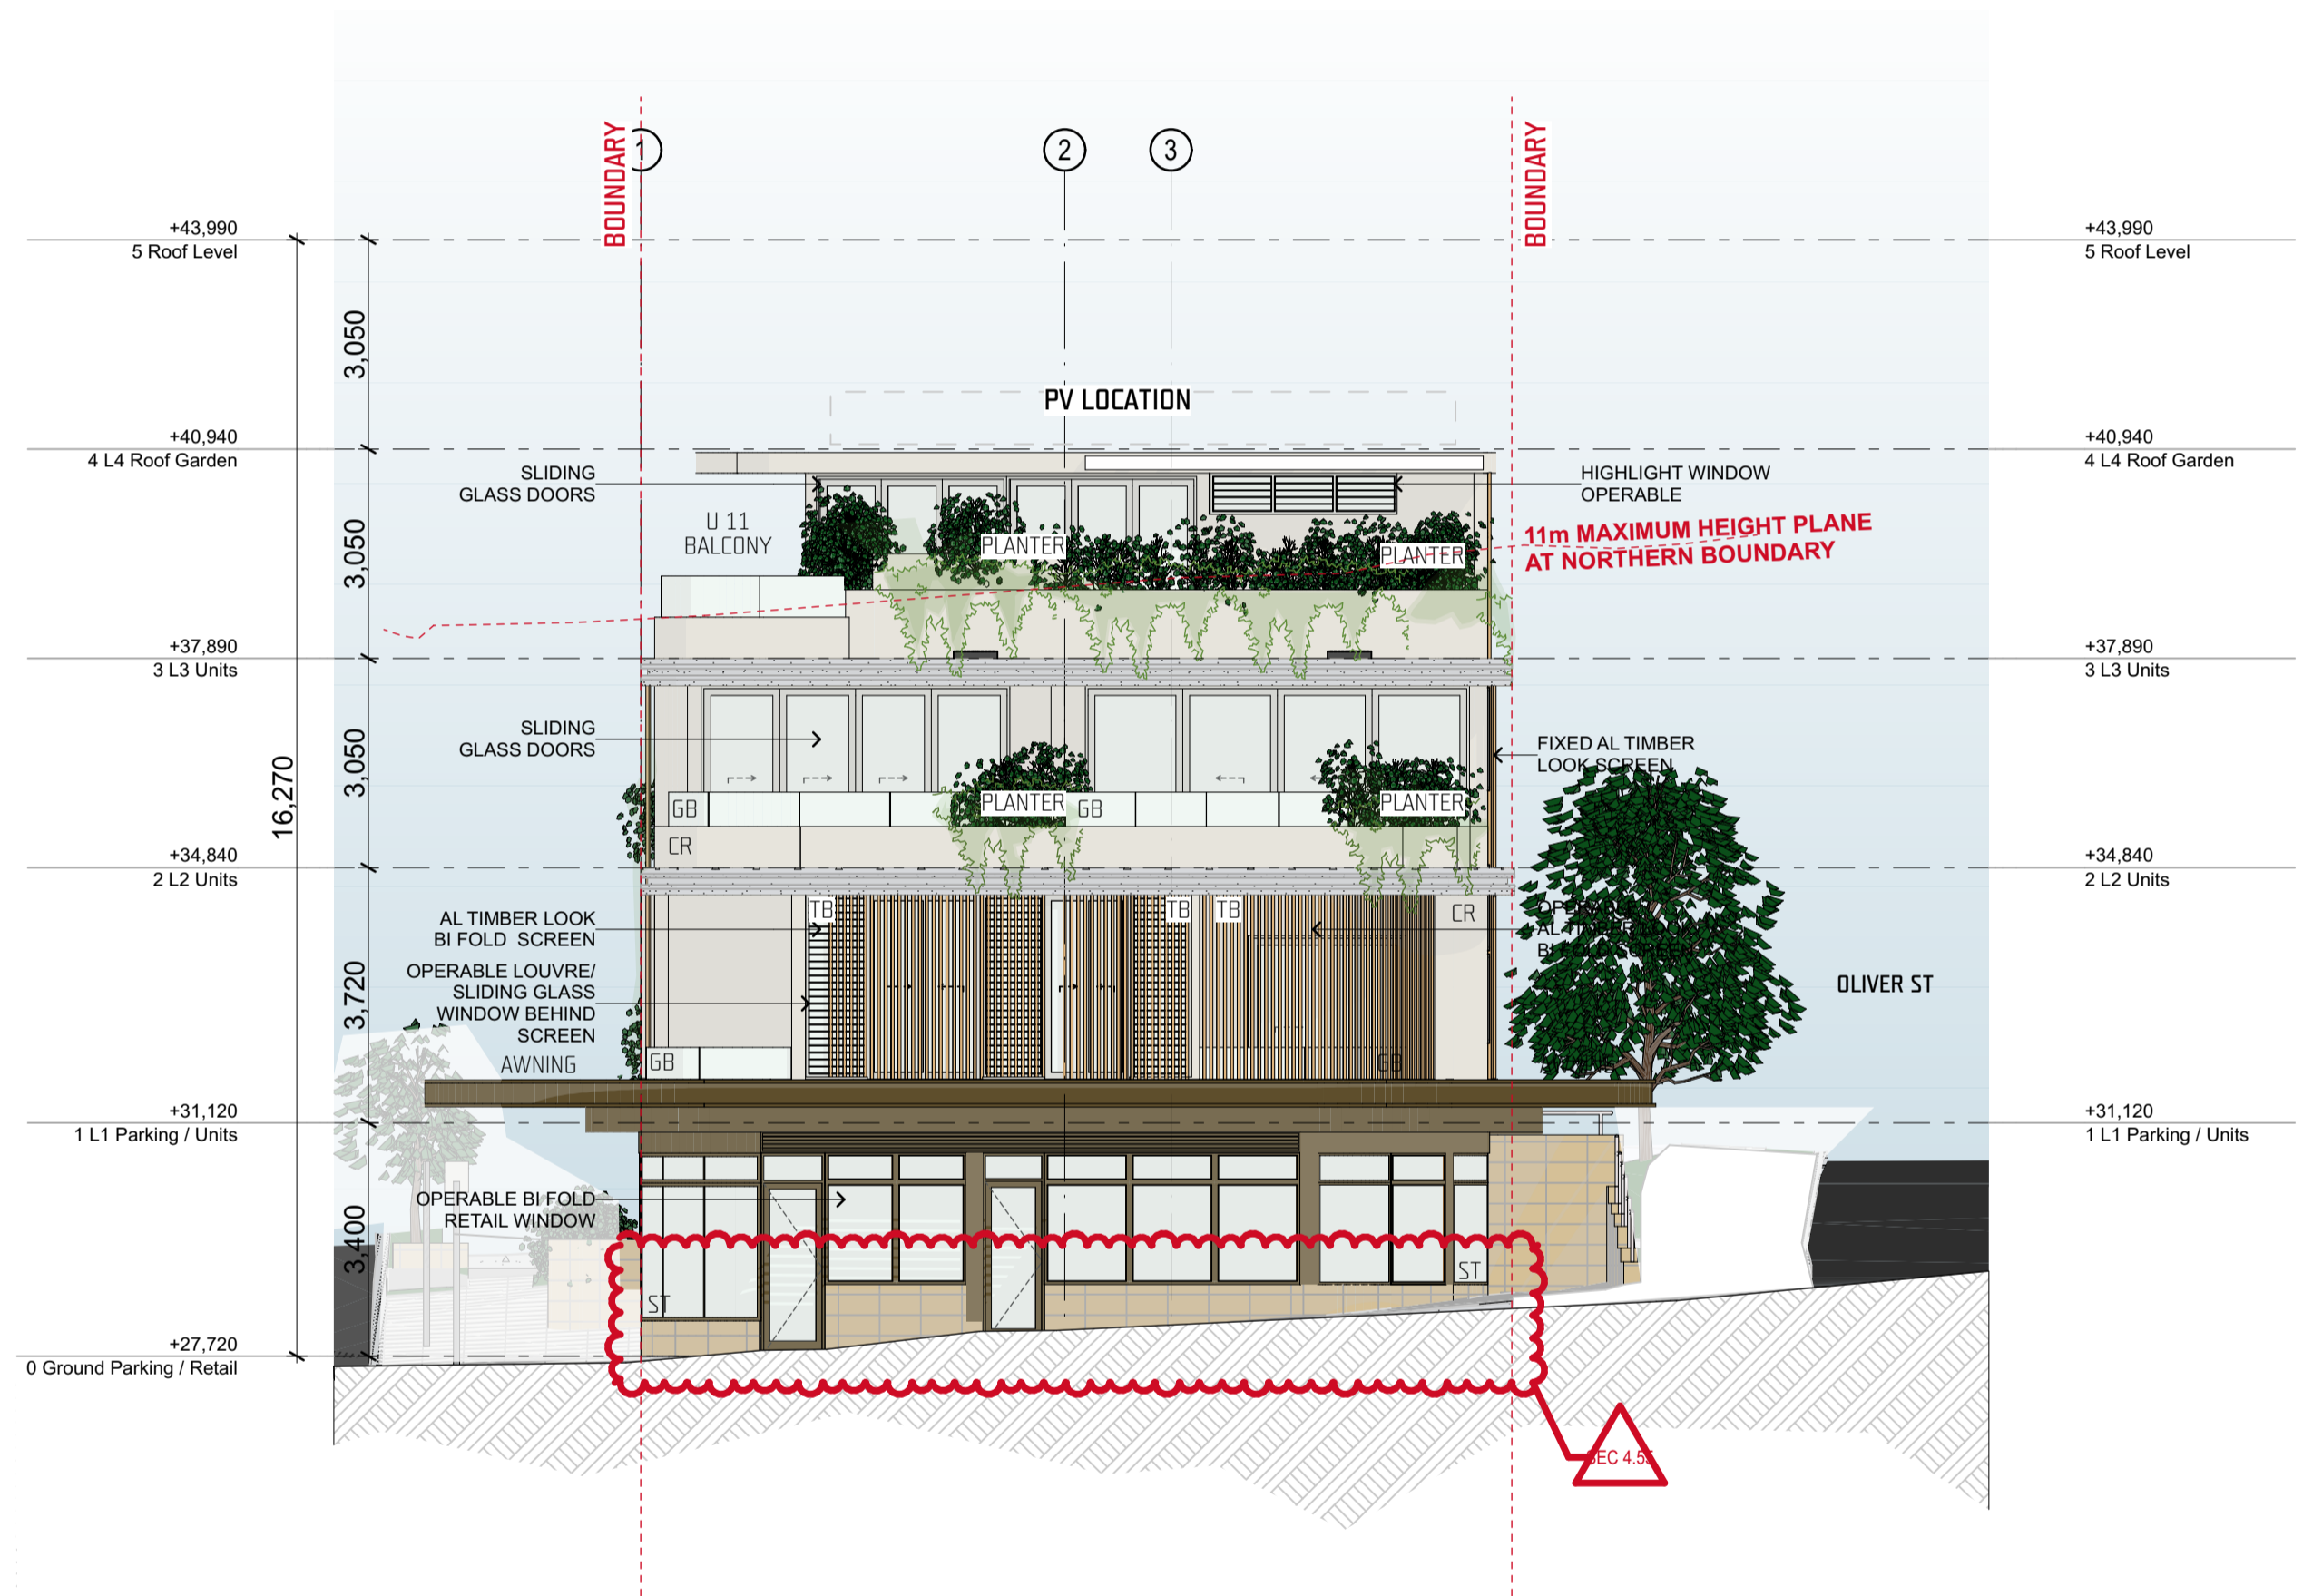 BOUNDARY
1
2
3
BOUNDARY
+43,990
5 Roof Level
+43,990
5 Roof Level
3,050
PV LOCATION
+40,940
4 L4 Roof Garden
+40,940
4 L4 Roof Garden
SLIDING
GLASS DOORS
HIGHLIGHT WINDOW
OPERABLE
U 11
BALCONY
PLANTER
PLANTER
11m MAXIMUM HEIGHT PLANE
AT NORTHERN BOUNDARY
3,050
+37,890
3 L3 Units
+37,890
3 L3 Units
SLIDING
GLASS DOORS
FIXED AL TIMBER
LOOK SCREEN
3,050
16,270
GB
PLANTER
GB
PLANTER
CR
+34,840
2 L2 Units
+34,840
2 L2 Units
TB
TB
TB
CR
AL TIMBER LOOK
BI FOLD SCREEN
OPERABLE LOUVRE/
SLIDING GLASS
WINDOW BEHIND
SCREEN
AL TIMBER
BI FOLD
OLIVER ST
3,720
AWNING
GB
GB
+31,120
1 L1 Parking / Units
+31,120
1 L1 Parking / Units
OPERABLE BI FOLD
RETAIL WINDOW
3,400
ST
ST
+27,720
0 Ground Parking / Retail
SEC 4.55